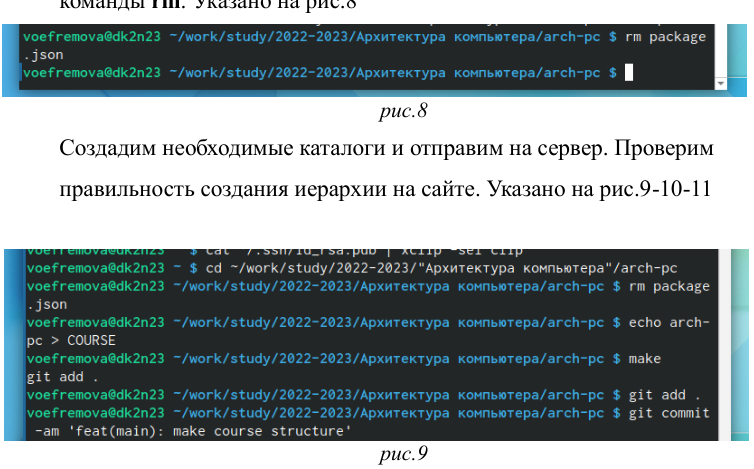 команды rm. Указано на рис.8
voefremova@dk2n23 ~/work/study/2022-2023/Архитектура компьютера/arch-pc $ rm package
.json
voefremova@dk2n23 ~/work/study/2022-2023/Архитектура компьютера/arch-pc $
рис.8
Создадим необходимые каталоги и отправим на сервер. Проверим
правильность создания иерархии на сайте. Указано на рис.9-10-11
voefremova@dk2n23 ~ $ cat ~/.ssh/id_rsa.pub | xclip -sel clip
voefremova@dk2n23 ~ $ cd ~/work/study/2022-2023/"Архитектура компьютера"/arch-pc
voefremova@dk2n23 ~/work/study/2022-2023/Архитектура компьютера/arch-pc $ rm package
.json
voefremova@dk2n23 ~/work/study/2022-2023/Архитектура компьютера/arch-pc $ echo arch-
pc > COURSE
voefremova@dk2n23 ~/work/study/2022-2023/Архитектура компьютера/arch-pc $ make
git add .
voefremova@dk2n23 ~/work/study/2022-2023/Архитектура компьютера/arch-pc $ git add .
voefremova@dk2n23 ~/work/study/2022-2023/Архитектура компьютера/arch-pc $ git commit
-am 'feat(main): make course structure'
рис.9